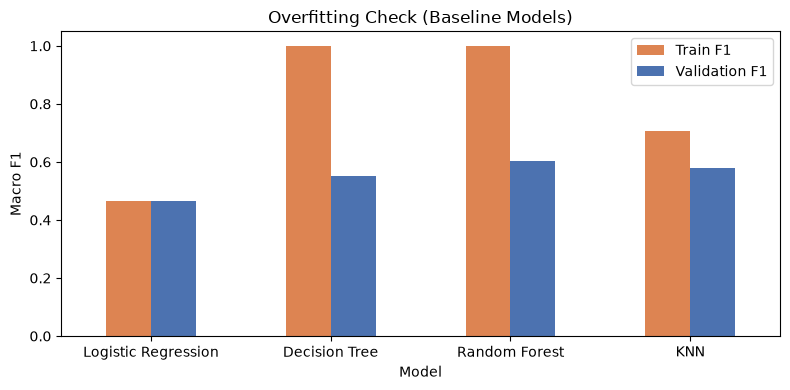 Overfitting Check (Baseline Models)
Train F1
Validation F1
Macro F1
1.0
0.8
0.6
0.4
0.2
0.0
Logistic Regression
Decision Tree
Random Forest
KNN
Model